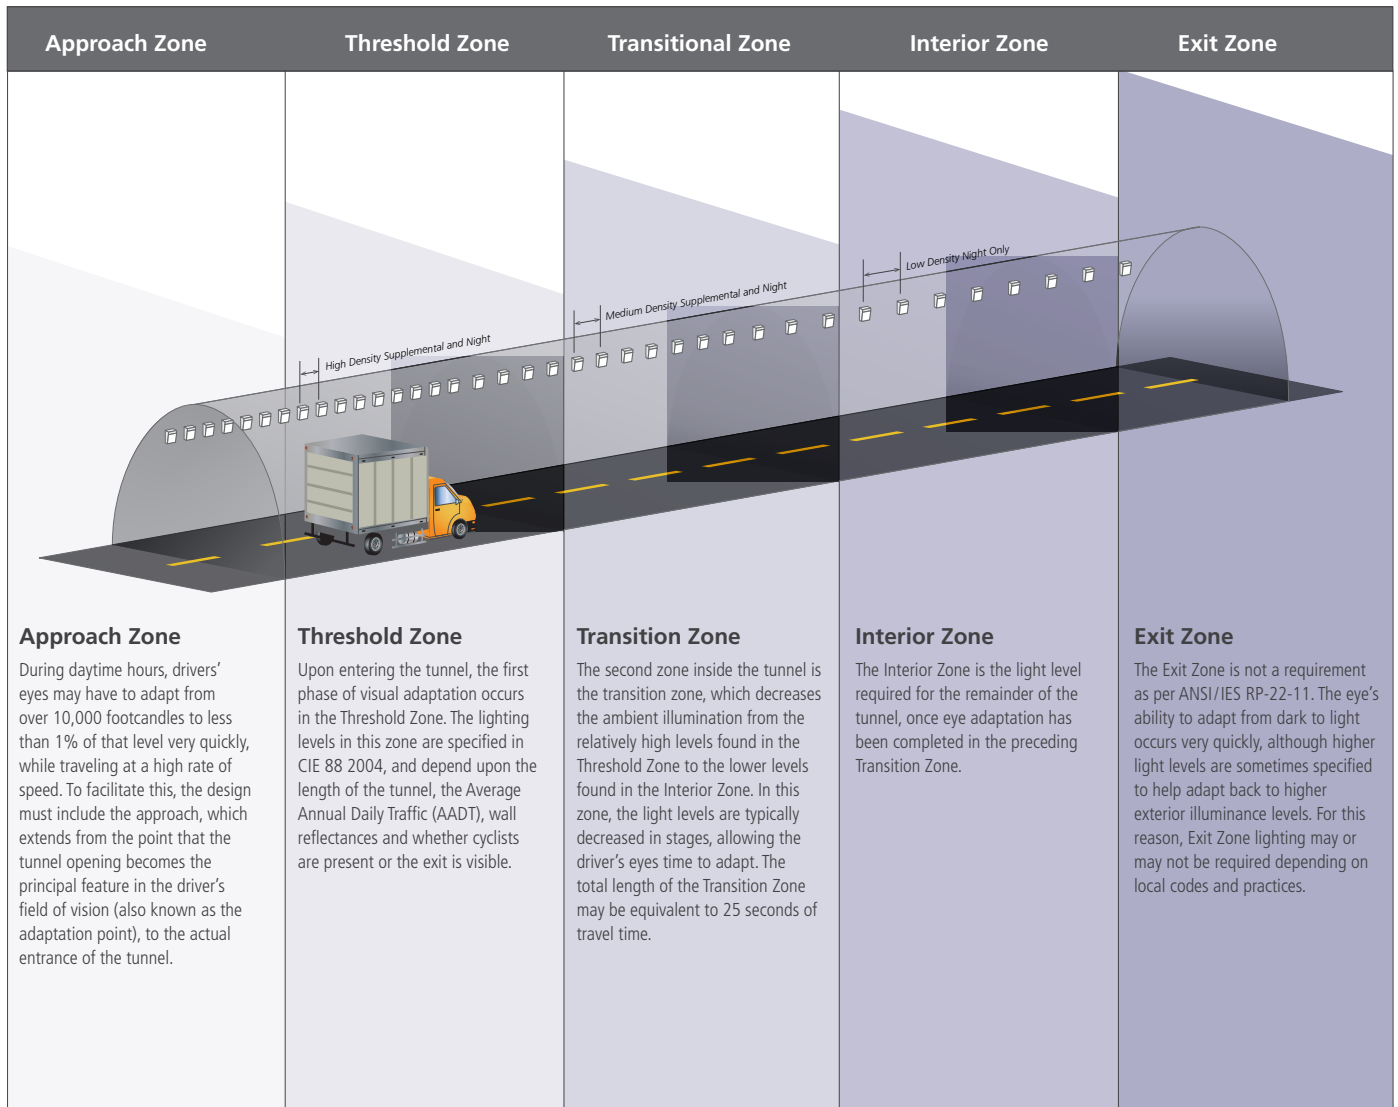 Approach Zone
Threshold Zone
Transitional Zone
Interior Zone
Exit Zone
Low Density Night Only
Medium Density Supplemental and Night
High Density Supplemental and Night
Approach Zone
During daytime hours, drivers’
eyes may have to adapt from
over 10,000 footcandles to less
than 1% of that level very quickly,
while traveling at a high rate of
speed. To facilitate this, the design
must include the approach, which
extends from the point that the
tunnel opening becomes the
principal feature in the driver’s
field of vision (also known as the
adaptation point), to the actual
entrance of the tunnel.
Threshold Zone
Upon entering the tunnel, the first
phase of visual adaptation occurs
in the Threshold Zone. The lighting
levels in this zone are specified in
CIE 88 2004, and depend upon the
length of the tunnel, the Average
Annual Daily Traffic (AADT), wall
reflectances and whether cyclists
are present or the exit is visible.
Transition Zone
The second zone inside the tunnel is
the transition zone, which decreases
the ambient illumination from the
relatively high levels found in the
Threshold Zone to the lower levels
found in the Interior Zone. In this
zone, the light levels are typically
decreased in stages, allowing the
driver’s eyes time to adapt. The
total length of the Transition Zone
may be equivalent to 25 seconds of
travel time.
Interior Zone
The Interior Zone is the light level
required for the remainder of the
tunnel, once eye adaptation has
been completed in the preceding
Transition Zone.
Exit Zone
The Exit Zone is not a requirement
as per ANSI/IES RP-22-11. The eye’s
ability to adapt from dark to light
occurs very quickly, although higher
light levels are sometimes specified
to help adapt back to higher
exterior illuminance levels. For this
reason, Exit Zone lighting may or
may not be required depending on
local codes and practices.